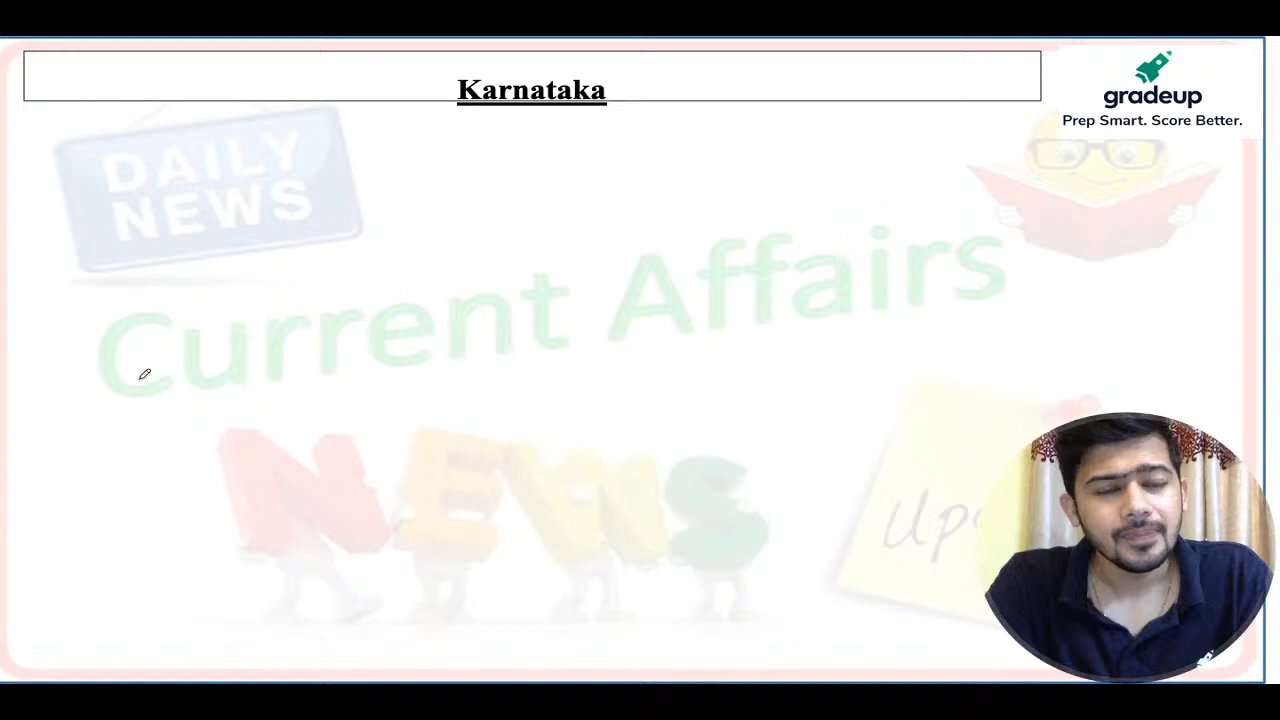 Karnataka
gradeup
Prep Smart. Score Better.
DAILY
NEWS
Current Affairs
NEWS